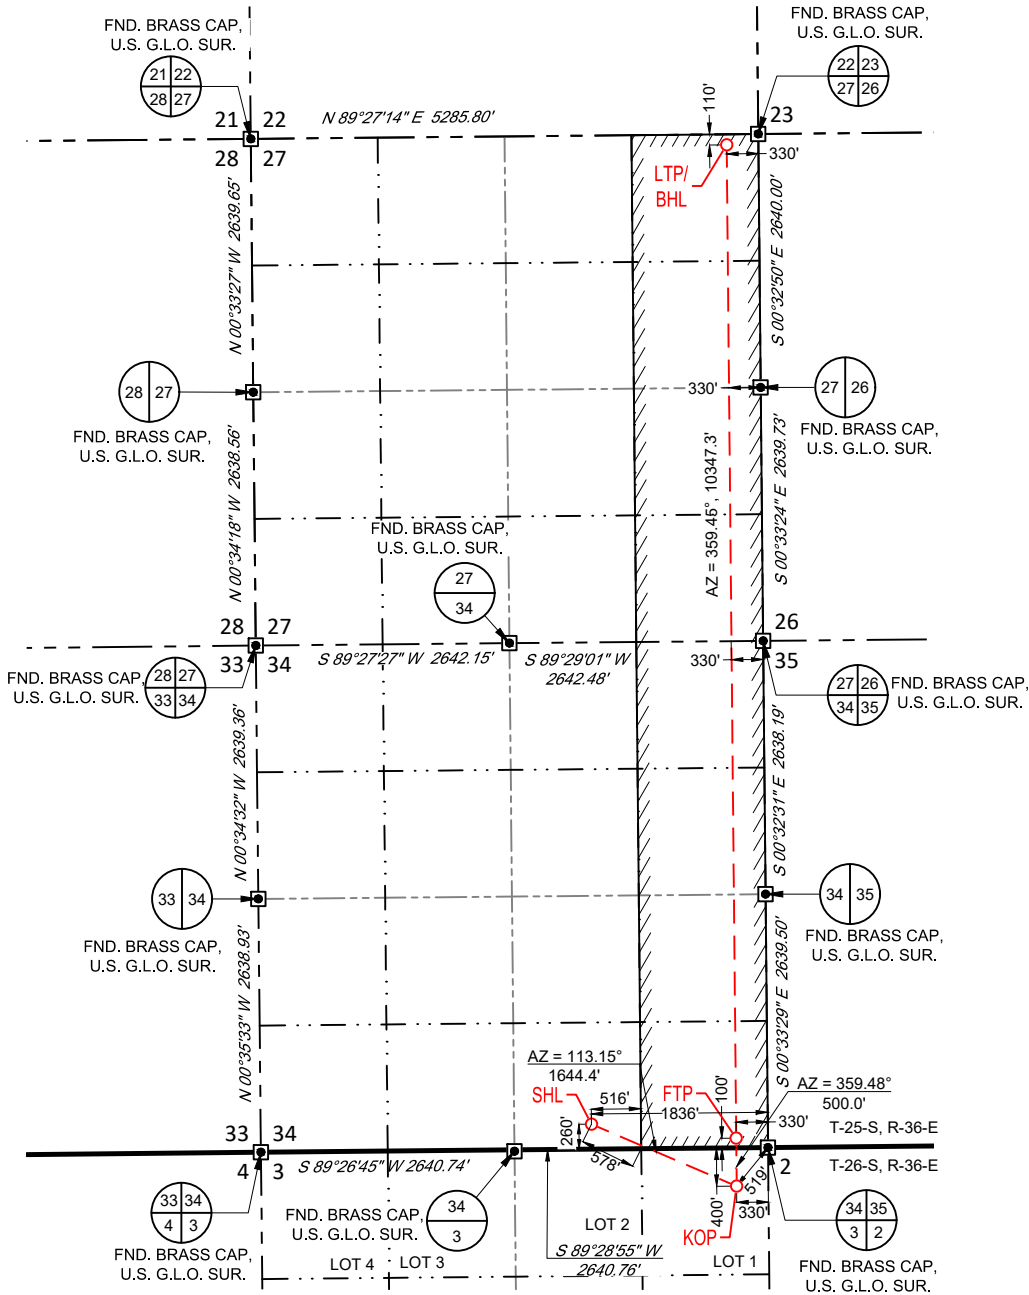 FND. BRASS CAP,
U.S. G.L.O. SUR.
21 22
28 27
FND. BRASS CAP,
U.S. G.L.O. SUR.
22 23
27 26
21 22
28 27
N 89°27'14" E 5285.80'
110'
23
330'
LTP/
BHL
N 00°33'27" W 2639.65'
S 00°32'50" E 2640.00'
28 27
FND. BRASS CAP,
U.S. G.L.O. SUR.
330'
27 26
FND. BRASS CAP,
U.S. G.L.O. SUR.
N 00°34'18" W 2638.56'
AZ = 359.45°, 10347.3'
S 00°33'24" E 2639.73'
FND. BRASS CAP,
U.S. G.L.O. SUR.
27
34
28 27
33 34
S 89°27'27" W 2642.15'
S 89°29'01" W
2642.48'
330'
26
35
FND. BRASS CAP,
U.S. G.L.O. SUR.
28 27
33 34
27 26
34 35
FND. BRASS CAP,
U.S. G.L.O. SUR.
N 00°34'32" W 2639.36'
S 00°32'31" E 2638.19'
33 34
FND. BRASS CAP,
U.S. G.L.O. SUR.
34 35
FND. BRASS CAP,
U.S. G.L.O. SUR.
N 00°35'33" W 2638.93'
S 00°33'29" E 2639.50'
AZ = 113.15°
1644.4'
AZ = 359.48°
500.0'
SHL
516'
FTP
100'
1836'
330'
260'
578'
T-25-S, R-36-E
T-26-S, R-36-E
33 34
4 3
S 89°26'45" W 2640.74'
2
519'
400'
330'
KOP
33 34
4 3
FND. BRASS CAP,
U.S. G.L.O. SUR.
FND. BRASS CAP,
U.S. G.L.O. SUR.
34
3
34 35
3 2
FND. BRASS CAP,
U.S. G.L.O. SUR.
LOT 4
LOT 3
LOT 2
S 89°28'55" W
2640.76'
LOT 1